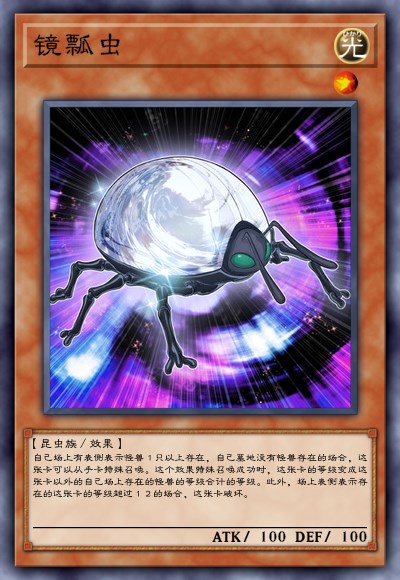 镜瓢虫
ひかり
光
【昆虫族/效果】
自己场上有表侧表示怪兽1只以上存在，自己墓地没有怪兽存在的场合，这
张卡可以从手卡特殊召唤。这个效果特殊召唤成功时，这张卡的等级变成这
张卡以外的自己场上存在的怪兽的等级合计的等级。此外，场上表侧表示存
在的这张卡的等级超过12的场合，这张卡破坏。
ATK/ 100 DEF/ 100